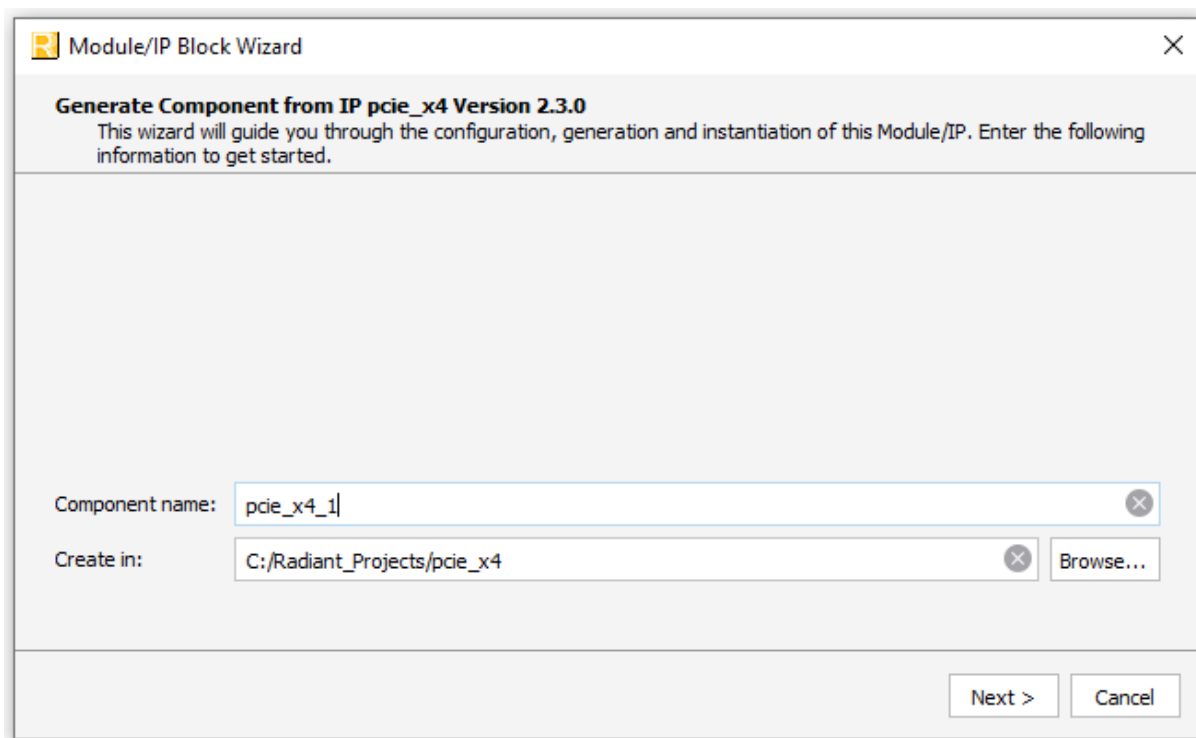 Module/IP Block Wizard
Generate Component from IP pcie_x4 Version 2.3.0
This wizard will guide you through the configuration, generation and instantiation of this Module/IP. Enter the following
information to get started.
Component name: pcie_x4_1
Create in: C:/Radiant_Projects/pcie_x4 Browse...
Next > Cancel